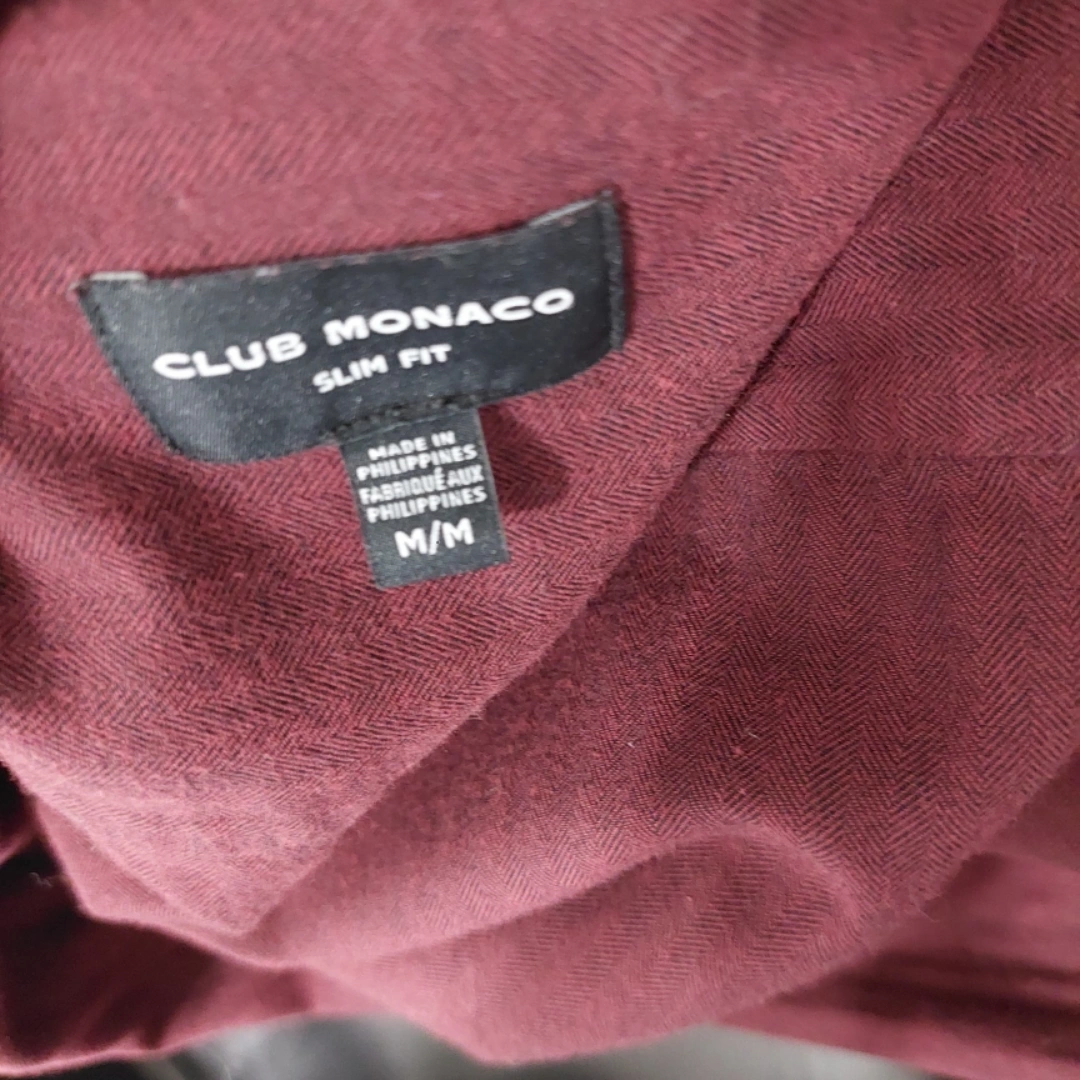 CLUB MONACO
SLIM FIT
MADE IN
PHILIPPINES
FABRIQUÉ AUX
PHILIPPINES
M/M